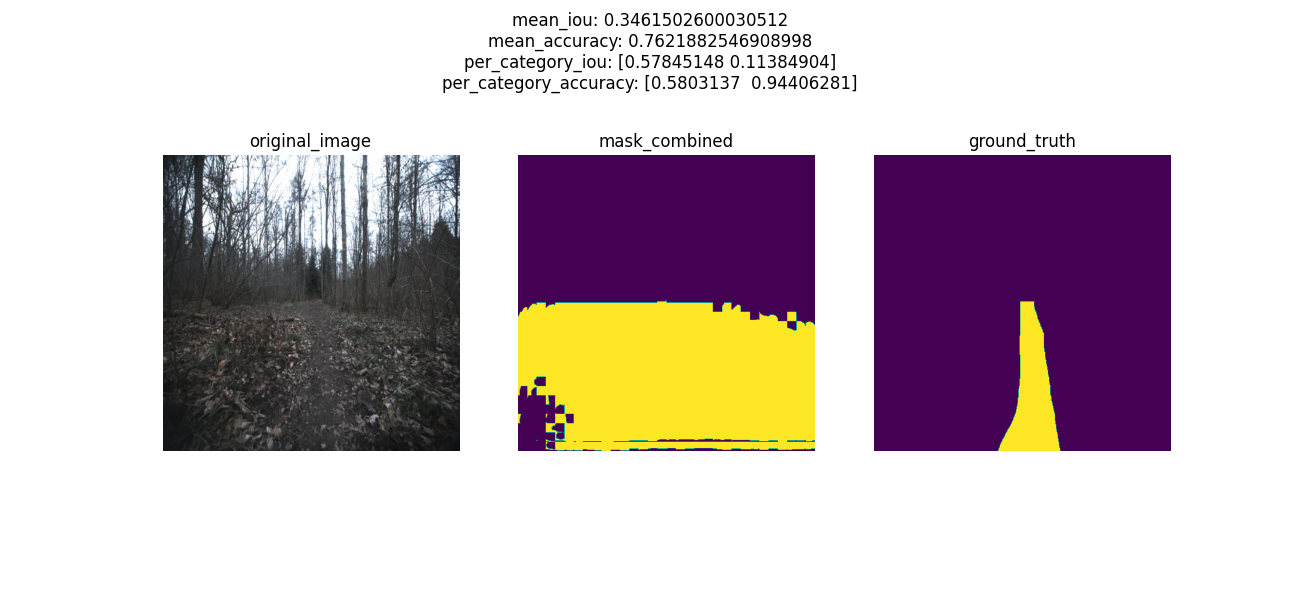 mean_iou: 0.3461502600030512
mean_accuracy: 0.7621882546908998
per_category_iou: [0.57845148 0.11384904]
per_category_accuracy: [0.5803137  0.94406281]
original_image
mask_combined
ground_truth